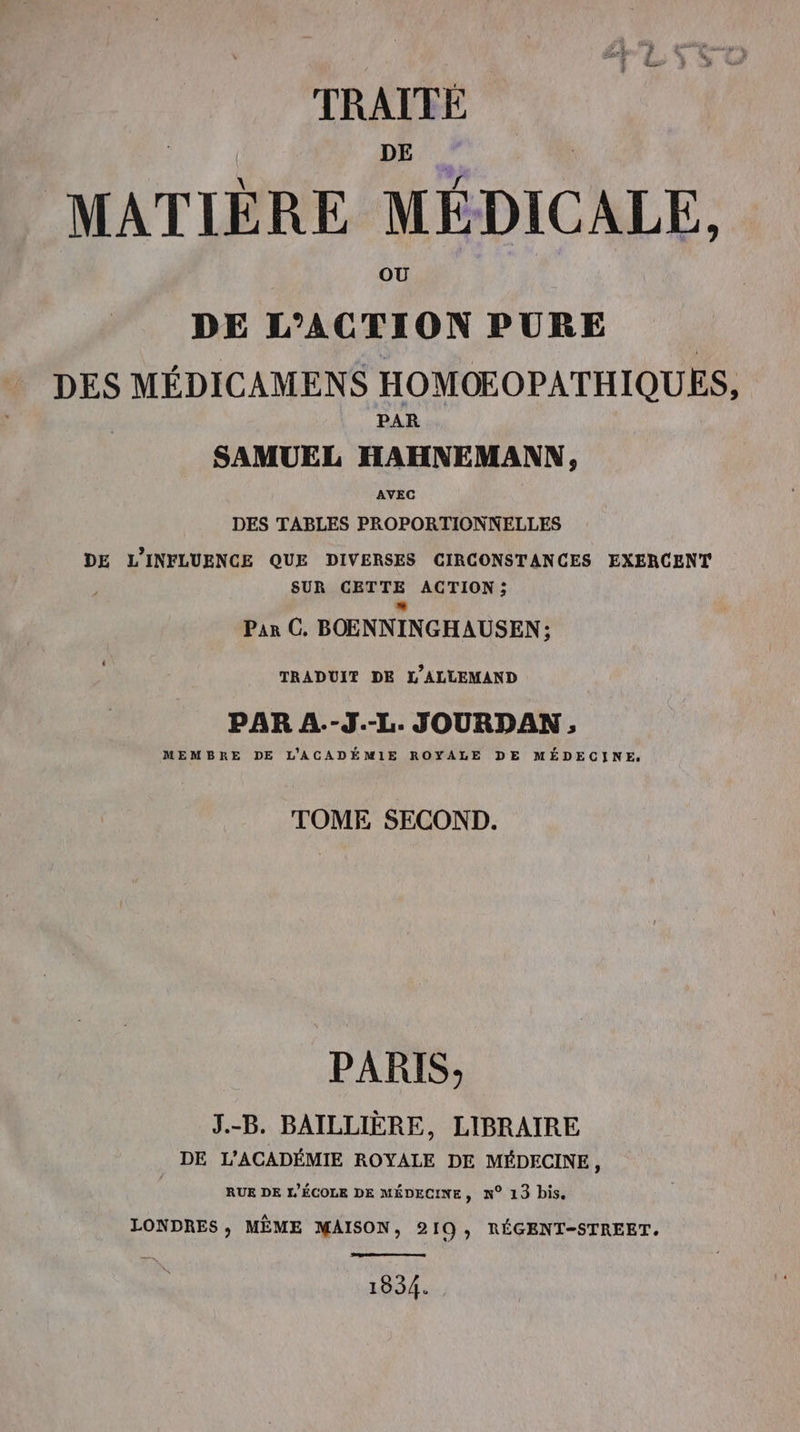 TRAITÉ
DE
MATIÈRE MÉDICALE,
OU
DE L'ACTION PURE
DES MÉDICAMENS HOMŒOPATHIQUES,
PAR
SAMUEL HAHNEMANN,
AVEC
DES TABLES PROPORTIONNELLES
DE L'INFLUENCE QUE DIVERSES CIRCONSTANCES EXERCENT
SUR CETTE ACTION;
PAR C. BOENNINGHAUSEN;
TRADUIT DE L'ALLEMAND
PAR A.-J.-L. JOURDAN,
MEMBRE DE L'ACADÉMIE ROYALE DE MÉDECINE.
TOME SECOND.
PARIS,
J.-B. BAILLIÈRE, LIBRAIRE
DE L'ACADÉMIE ROYALE DE MÉDECINE,
RUE DE L'ÉCOLE DE MÉDECINE, N° 13 bis.
LONDRES, MÊME MAISON, 219, RÉGENT-STREET.
1834.